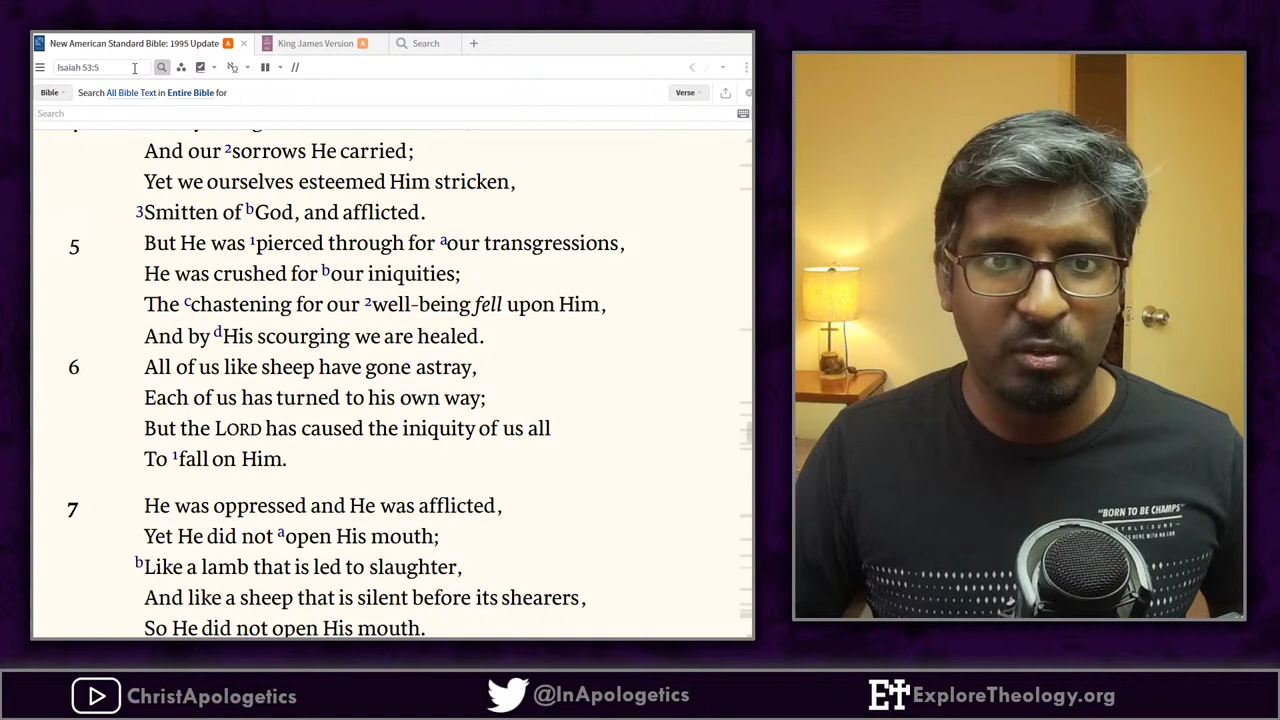 New American Standard Bible: 1995 Update A
King James Version A
Search
Isaiah 53:5
Bible
Search All Bible Text in Entire Bible for
Verse
Search
And our 2sorrows He carried;
Yet we ourselves esteemed Him stricken,
3Smitten of bGod, and afflicted.
5 But He was 1pierced through for aour transgressions,
He was crushed for bour iniquities;
The cchastening for our 2well-being fell upon Him,
And by dHis scourging we are healed.
6 All of us like sheep have gone astray,
Each of us has turned to his own way;
But the LORD has caused the iniquity of us all
To 1fall on Him.
7 He was oppressed and He was afflicted,
Yet He did not aopen His mouth;
bLike a lamb that is led to slaughter,
And like a sheep that is silent before its shearers,
So He did not open His mouth.
"BORN TO BE CHAMPS"
ChristApologetics
@InApologetics
ET ExploreTheology.org